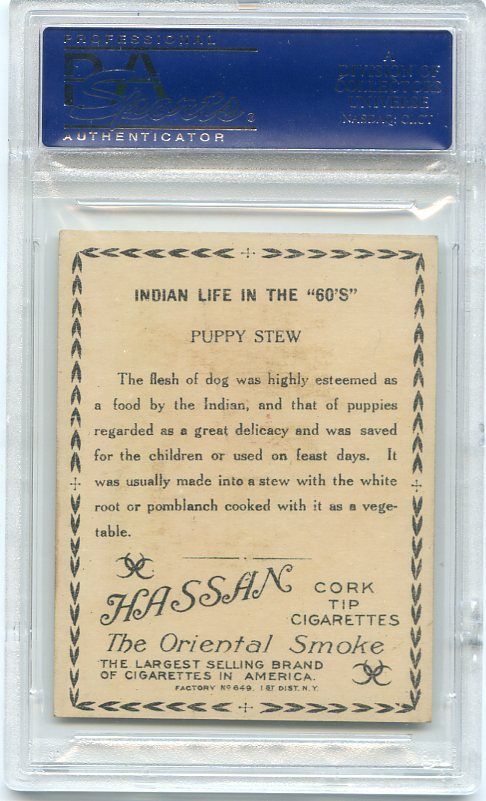 PROFESSIONAL
PSA
Sports
AUTHENTICATOR
A
DIVISION OF
COLLECTORS
UNIVERSE
NASDAQ: CLCT
INDIAN LIFE IN THE "60'S"
PUPPY STEW
The flesh of dog was highly esteemed as
a food by the Indian, and that of puppies
regarded as a great delicacy and was saved
for the children or used on feast days. It
was usually made into a stew with the white
root or pomblanch cooked with it as a vege-
table.
HASSAN
CORK
TIP
CIGARETTES
The Oriental Smoke
THE LARGEST SELLING BRAND
OF CIGARETTES IN AMERICA.
FACTORY No 649. 1ST DIST. N.Y.